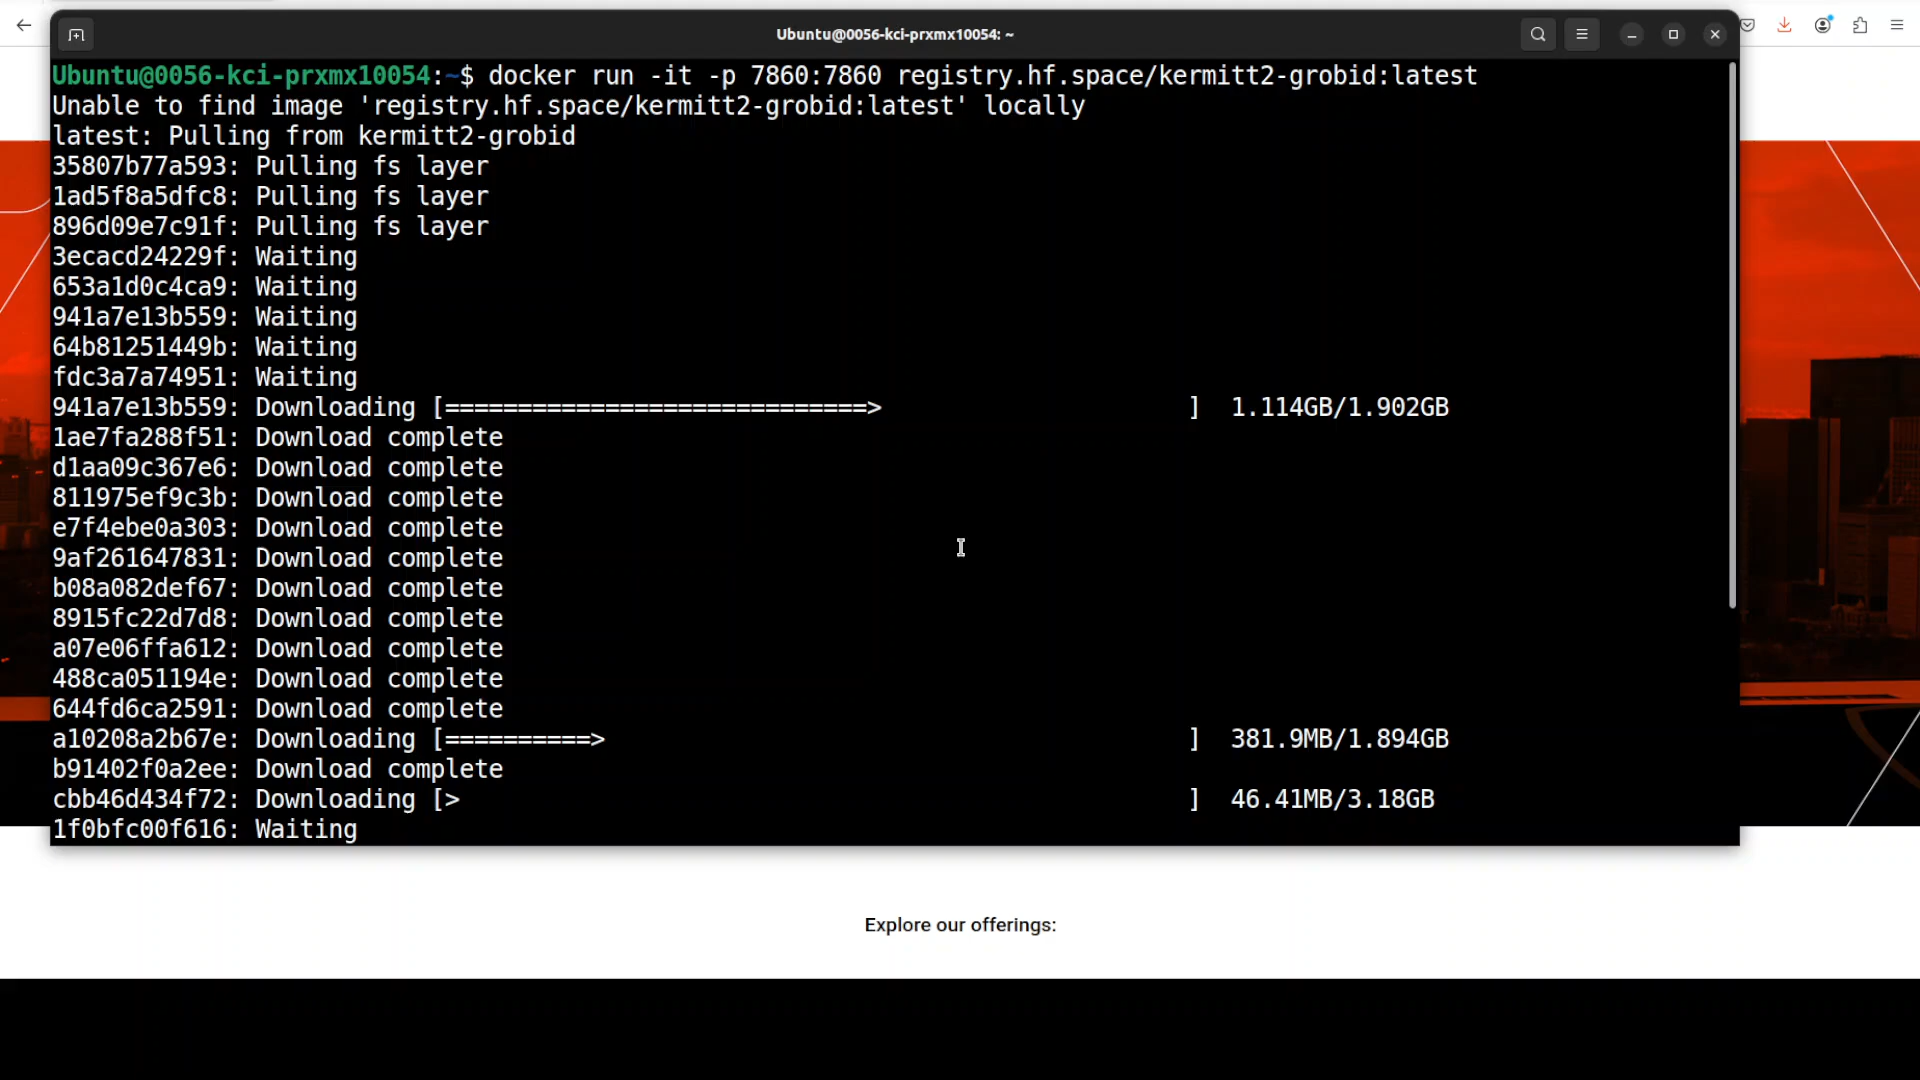 Ubuntu@0056-kci-prxmx10054: ~
Ubuntu@0056-kci-prxmx10054:~$ docker run -it -p 7860:7860 registry.hf.space/kermitt2-grobid:latest
Unable to find image 'registry.hf.space/kermitt2-grobid:latest' locally
latest: Pulling from kermitt2-grobid
35807b77a593: Pulling fs layer
1ad5f8a5dfc8: Pulling fs layer
896d09e7c91f: Pulling fs layer
3ecacd24229f: Waiting
653a1d0c4ca9: Waiting
941a7e13b559: Waiting
64b81251449b: Waiting
fdc3a7a74951: Waiting
941a7e13b559: Downloading [=============================>                     ]  1.114GB/1.902GB
1ae7fa288f51: Download complete
d1aa09c367e6: Download complete
811975ef9c3b: Download complete
e7f4ebe0a303: Download complete
9af261647831: Download complete
b08a082def67: Download complete
8915fc22d7d8: Download complete
a07e06ffa612: Download complete
488ca051194e: Download complete
644fd6ca2591: Download complete
a10208a2b67e: Downloading [==========>                                        ]  381.9MB/1.894GB
b91402f0a2ee: Download complete
cbb46d434f72: Downloading [>                                                  ]  46.41MB/3.18GB
1f0bfc00f616: Waiting
Explore our offerings: